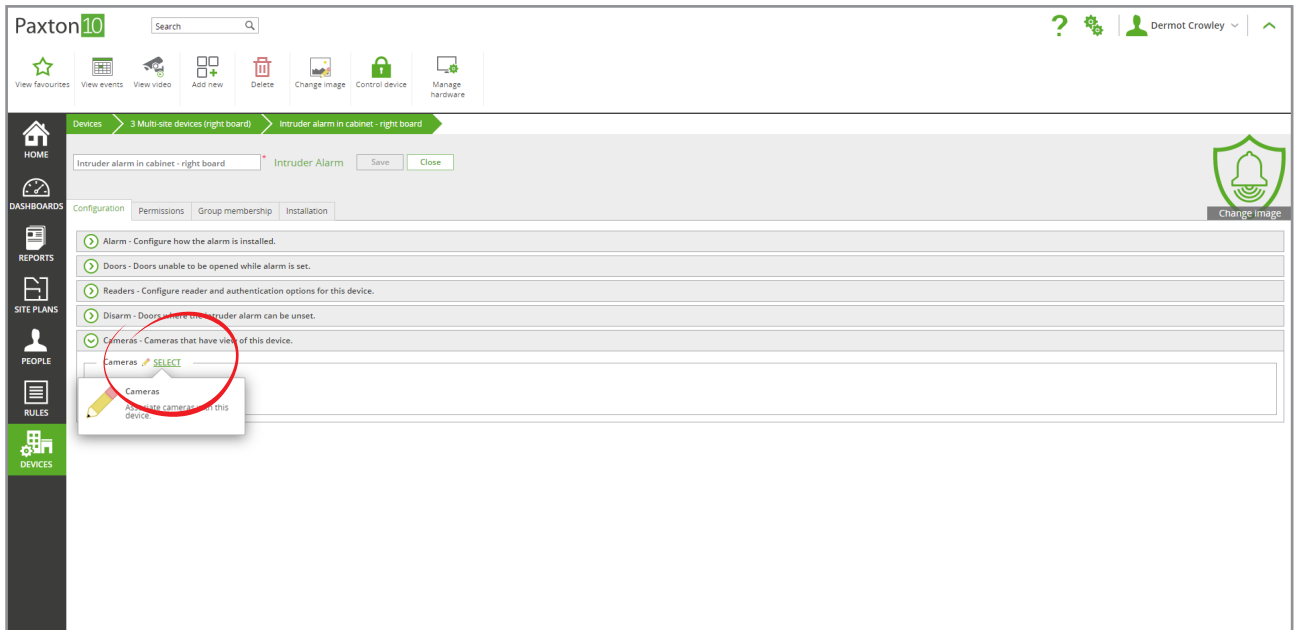 Paxton10
Search
Dermot Crowley
View favourites
View events
View video
Add new
Delete
Change image
Control device
Manage
hardware
HOME
DASHBOARDS
REPORTS
SITE PLANS
PEOPLE
RULES
DEVICES
Devices
3 Multi-site devices (right board)
Intruder alarm in cabinet - right board
Intruder alarm in cabinet - right board
*
Intruder Alarm
Save
Close
Change image
Configuration
Permissions
Group membership
Installation
Alarm - Configure how the alarm is installed.
Doors - Doors unable to be opened while alarm is set.
Readers - Configure reader and authentication options for this device.
Disarm - Doors where the intruder alarm can be unset.
Cameras - Cameras that have view of this device.
Cameras SELECT
Cameras
Associate cameras with this
device.